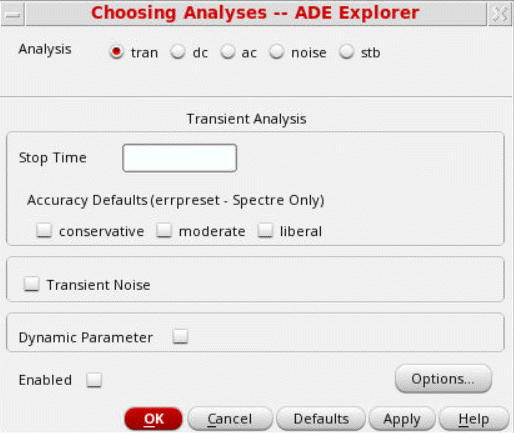 Choosing Analyses -- ADE Explorer
Analysis tran dc ac noise stb
Transient Analysis
Stop Time
Accuracy Defaults (errpreset - Spectre Only)
conservative moderate liberal
Transient Noise
Dynamic Parameter
Enabled Options...
OK Cancel Defaults Apply Help